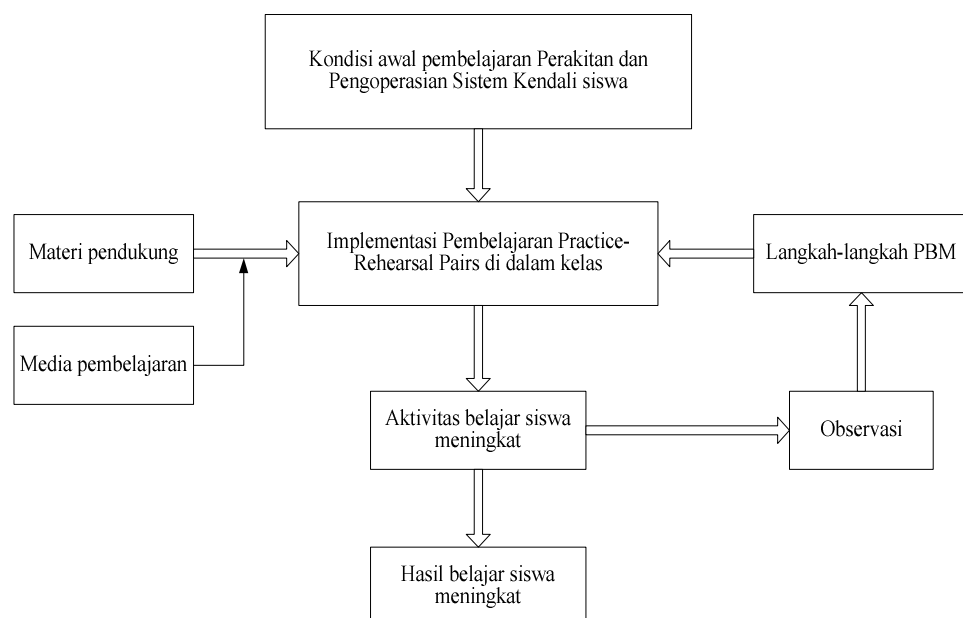 Kondisi awal pembelajaran Perakitan dan
Pengoperasian Sistem Kendali siswa
Materi pendukung
Implementasi Pembelajaran Practice-
Rehearsal Pairs di dalam kelas
Langkah-langkah PBM
Media pembelajaran
Aktivitas belajar siswa
meningkat
Observasi
Hasil belajar siswa
meningkat